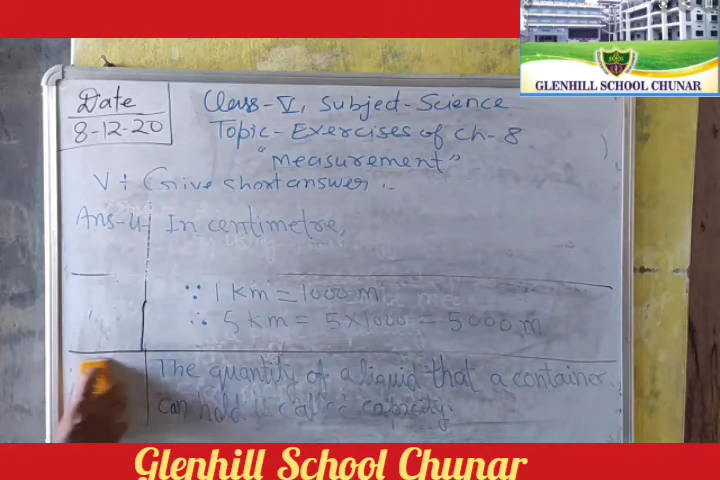 GLENHILL SCHOOL CHUNAR
Date
8-12-20
Class-V, Subject-Science
Topic-Exercises of Ch-8
"Measurement"
V÷ Give short answer.-
Ans-4- In centimetre,
∵ 1 Km = 1000 m
∴ 5 Km = 5×1000 = 5000 m
The quantity of a liquid that a container
can hold is called capacity.
Glenhill School Chunar